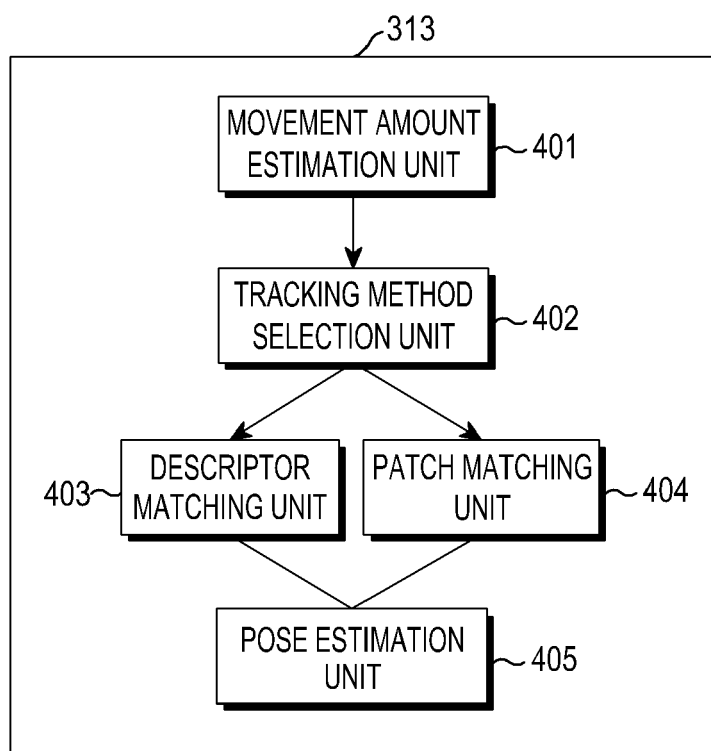 313
MOVEMENT AMOUNT
ESTIMATION UNIT
401
TRACKING METHOD
SELECTION UNIT
402
DESCRIPTOR
MATCHING UNIT
403
PATCH MATCHING
UNIT
404
POSE ESTIMATION
UNIT
405